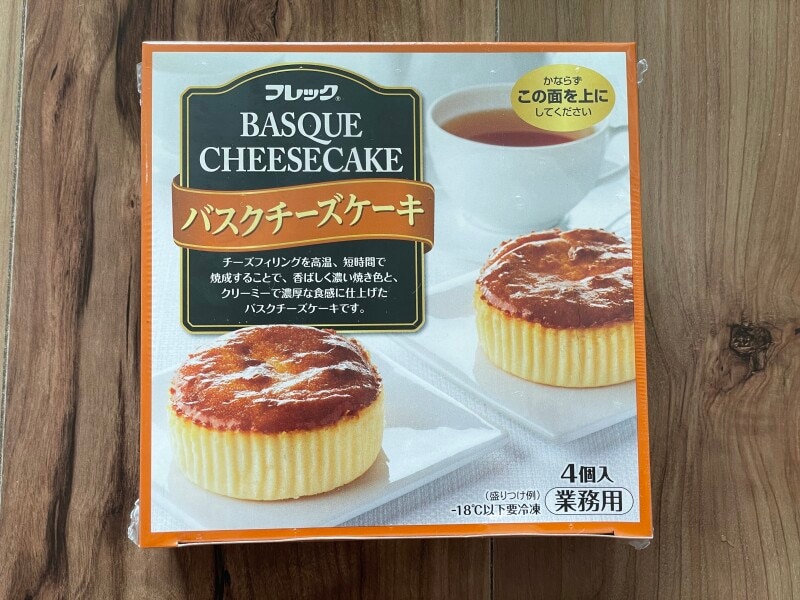 フレック®
BASQUE
CHEESECAKE
バスクチーズケーキ
チーズフィリングを高温、短時間で
焼成することで、香ばしく濃い焼き色と、
クリーミーで濃厚な食感に仕上げた
バスクチーズケーキです。
かならず
この面を上に
してください
4個入
(盛りつけ例)
-18℃以下要冷凍
業務用